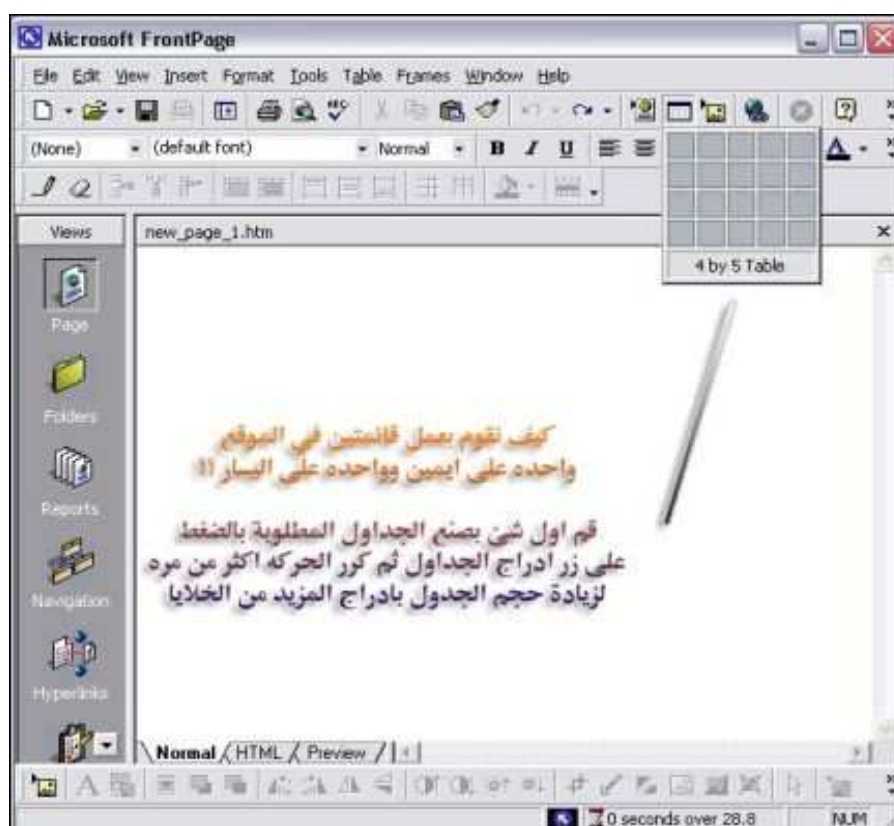 Microsoft FrontPage
File Edit View Insert Format Tools Table Frames Window Help
(None) (default font) Normal B I U A
Views new_page_1.htm
4 by 5 Table
Page
Folders
Reports
Navigation
Hyperlinks
كيف نقوم بعمل قائمتين في الموقع
واحده على ايمين وواحده على اليسار !!!
قم اول شئ بصنع الجداول المطلوبة بالضغط
على زر ادراج الجداول ثم كرر الحركه اكثر من مره
لزيادة حجم الجدول بادراج المزيد من الخلايا
Normal HTML Preview
0 seconds over 28.8 NUM